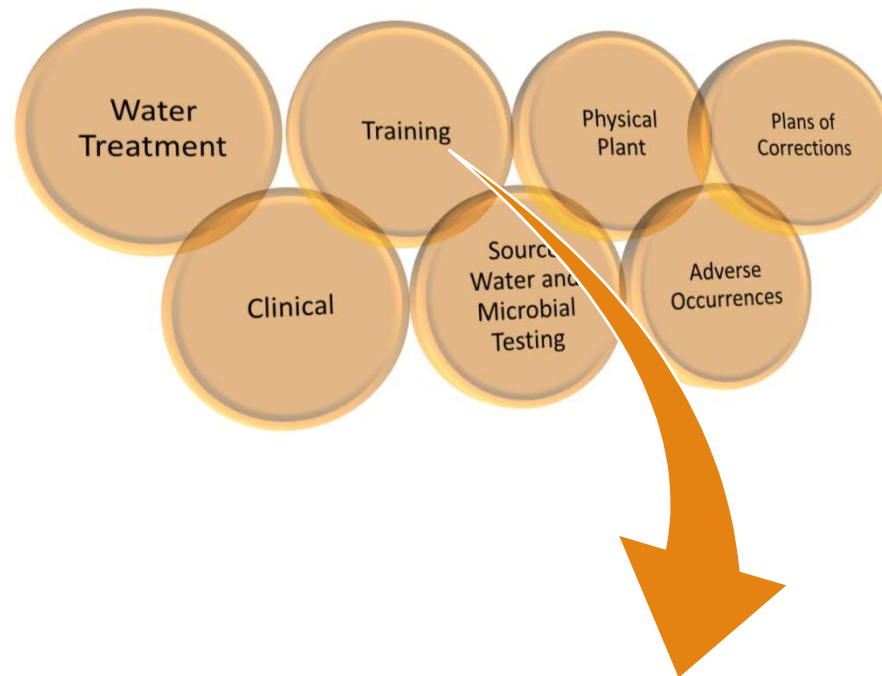 Water
Treatment
Training
Physical
Plant
Plans of
Corrections
Clinical
Source
Water and
Microbial
Testing
Adverse
Occurrences